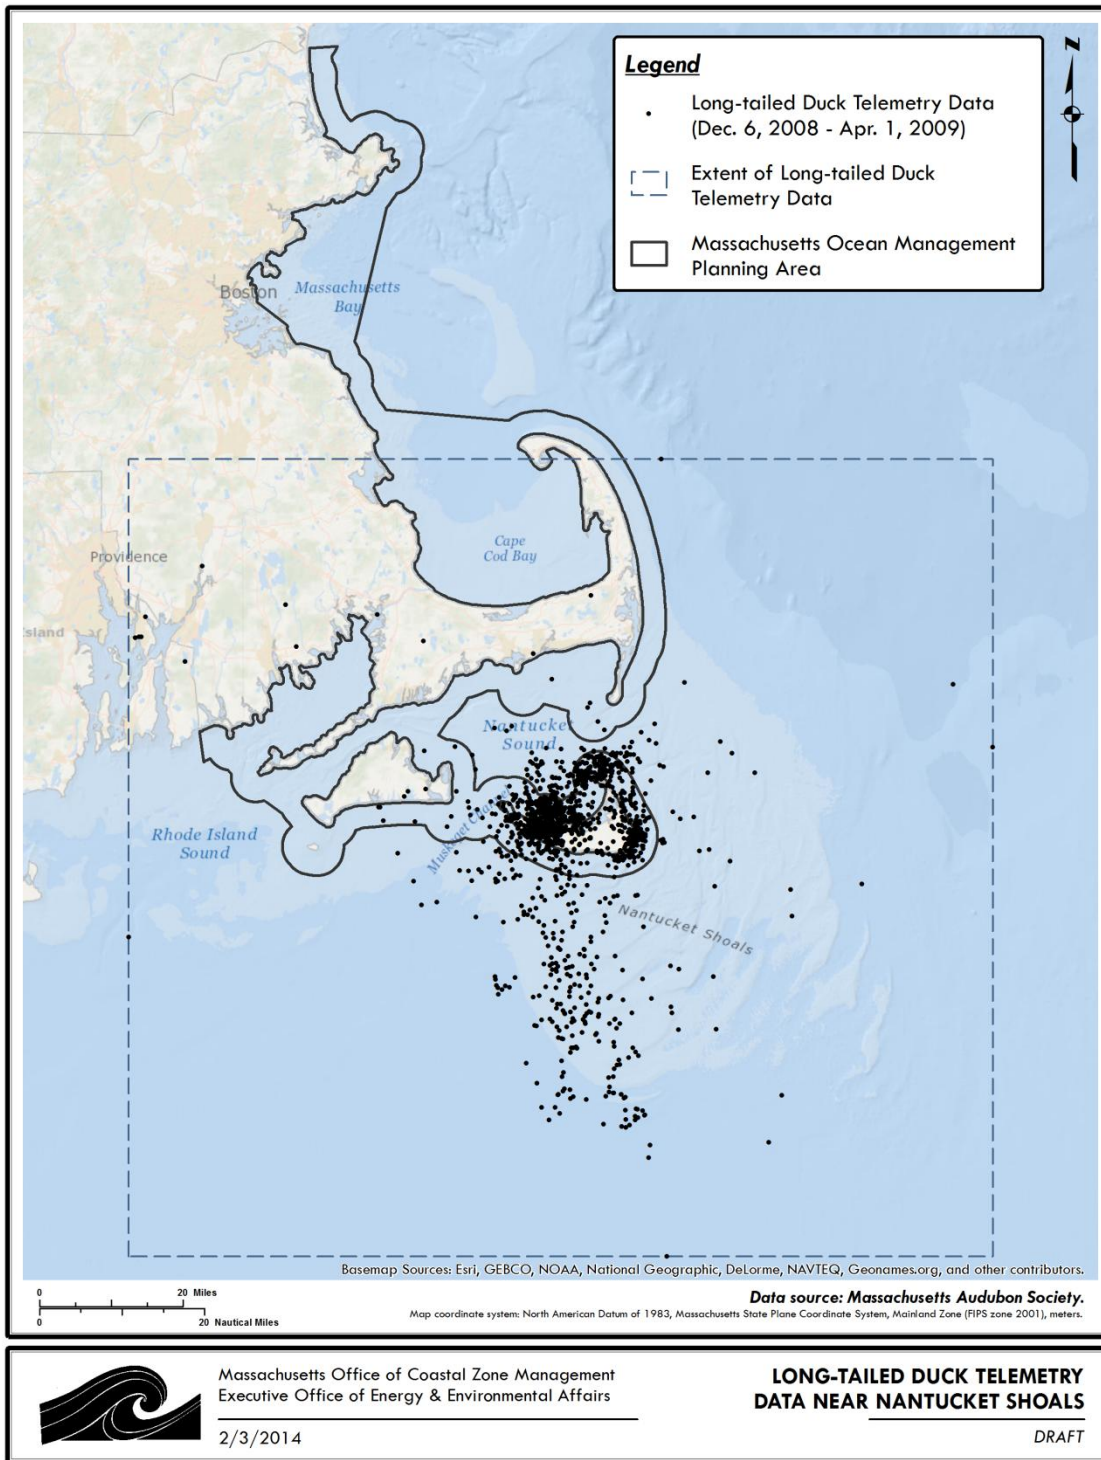 Legend
Long-tailed Duck Telemetry Data
(Dec. 6, 2008 - Apr. 1, 2009)
Extent of Long-tailed Duck
Telemetry Data
Massachusetts Ocean Management
Planning Area
N
Boston
Massachusetts
Bay
Cape
Cod Bay
Providence
Island
Nantucket
Sound
Muskeget Channel
Rhode Island
Sound
Nantucket Shoals
Basemap Sources: Esri, GEBCO, NOAA, National Geographic, DeLorme, NAVTEQ, Geonames.org, and other contributors.
0 20 Miles
0 20 Nautical Miles
Data source: Massachusetts Audubon Society.
Map coordinate system: North American Datum of 1983, Massachusetts State Plane Coordinate System, Mainland Zone (FIPS zone 2001), meters.
Massachusetts Office of Coastal Zone Management
Executive Office of Energy & Environmental Affairs
2/3/2014
LONG-TAILED DUCK TELEMETRY
DATA NEAR NANTUCKET SHOALS
DRAFT